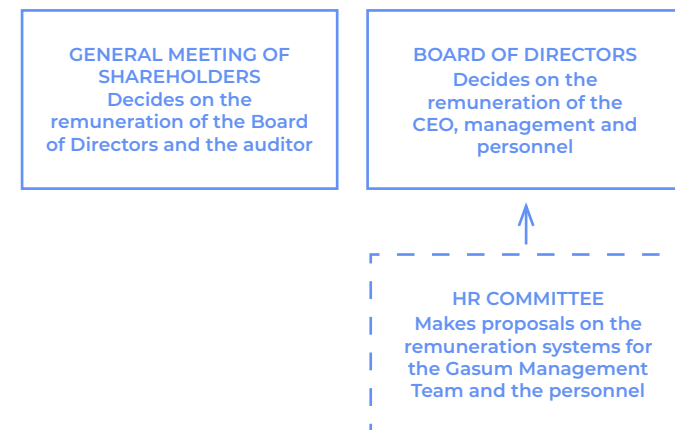 GENERAL MEETING OF
SHAREHOLDERS
Decides on the
remuneration of the Board
of Directors and the auditor
BOARD OF DIRECTORS
Decides on the
remuneration of the
CEO, management and
personnel
HR COMMITTEE
Makes proposals on the
remuneration systems for
the Gasum Management
Team and the personnel